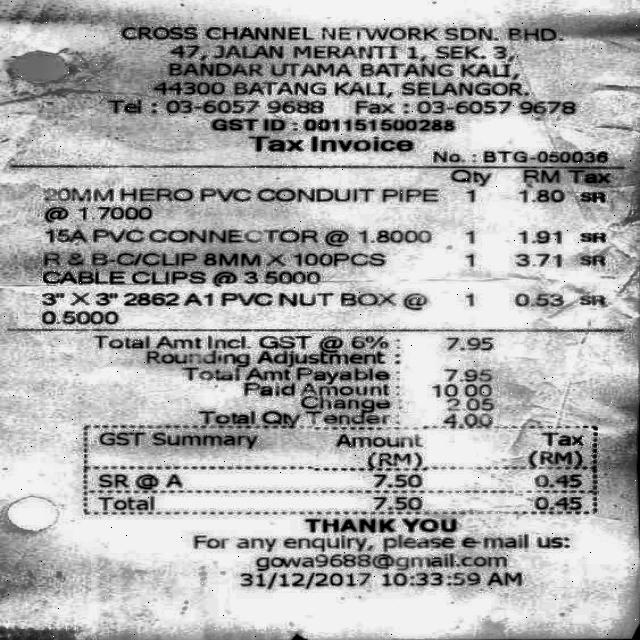 CROSS CHANNEL NETWORK SDN. BHD.
47, JALAN MERANTI 1, SEK. 3,
BANDAR UTAMA BATANG KALI,
44300 BATANG KALI, SELANGOR.
Tel : 03-6057 9688 Fax : 03-6057 9678
GST ID : 001151500288
Tax Invoice
No. : BTG-050036
Qty RM Tax
20MM HERO PVC CONDUIT PIPE 1 1.80 SR
@ 1.7000
15A PVC CONNECTOR @ 1.8000 1 1.91 SR
R & B-C/CLIP 8MM X 100PCS 1 3.71 SR
CABLE CLIPS @ 3.5000
3" X 3" 2862 A1 PVC NUT BOX @ 1 0.53 SR
0.5000
Total Amt Incl. GST @ 6% : 7.95
Rounding Adjustment :
Total Amt Payable : 7.95
Paid Amount : 10.00
Change : 2.05
Total Qty Tender : 4.00
GST Summary Amount Tax
(RM) (RM)
SR @ A 7.50 0.45
Total 7.50 0.45
THANK YOU
For any enquiry, please e-mail us:
gowa9688@gmail.com
31/12/2017 10:33:59 AM